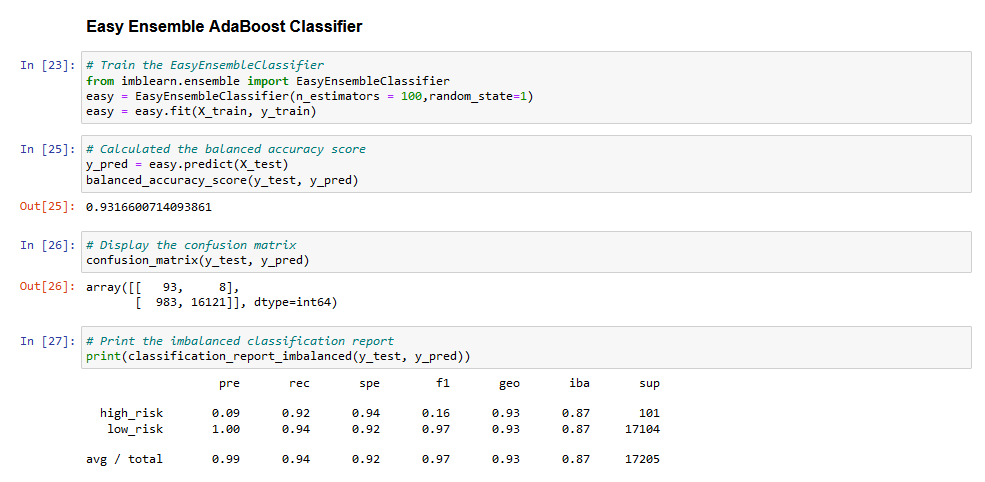 Easy Ensemble AdaBoost Classifier
In [23]: # Train the EasyEnsembleClassifier
from imblearn.ensemble import EasyEnsembleClassifier
easy = EasyEnsembleClassifier(n_estimators = 100,random_state=1)
easy = easy.fit(X_train, y_train)
In [25]: # Calculated the balanced accuracy score
y_pred = easy.predict(X_test)
balanced_accuracy_score(y_test, y_pred)
Out[25]: 0.9316600714093861
In [26]: # Display the confusion matrix
confusion_matrix(y_test, y_pred)
Out[26]: array([[   93,     8],
       [  983, 16121]], dtype=int64)
In [27]: # Print the imbalanced classification report
print(classification_report_imbalanced(y_test, y_pred))
pre rec spe f1 geo iba sup
high_risk 0.09 0.92 0.94 0.16 0.93 0.87 101
low_risk 1.00 0.94 0.92 0.97 0.93 0.87 17104
avg / total 0.99 0.94 0.92 0.97 0.93 0.87 17205